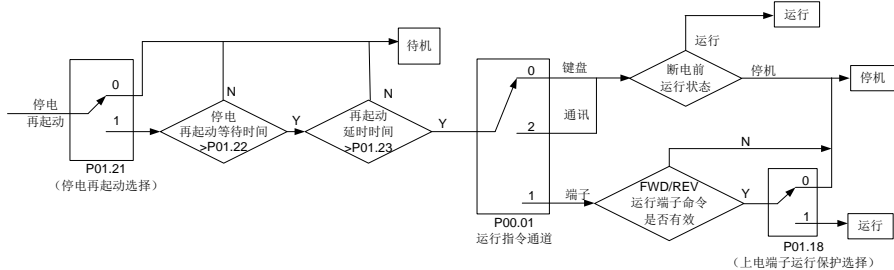 停电
再起动
0
1
P01.21
（停电再起动选择）
N
停电
再起动等待时间
>P01.22
Y
N
再起动
延时时间
>P01.23
Y
待机
0
键盘
2
通讯
1
端子
P00.01
运行指令通道
运行
运行
断电前
运行状态
停机
停机
N
FWD/REV
运行端子命令
是否有效
Y
0
1
P01.18
（上电端子运行保护选择）
运行